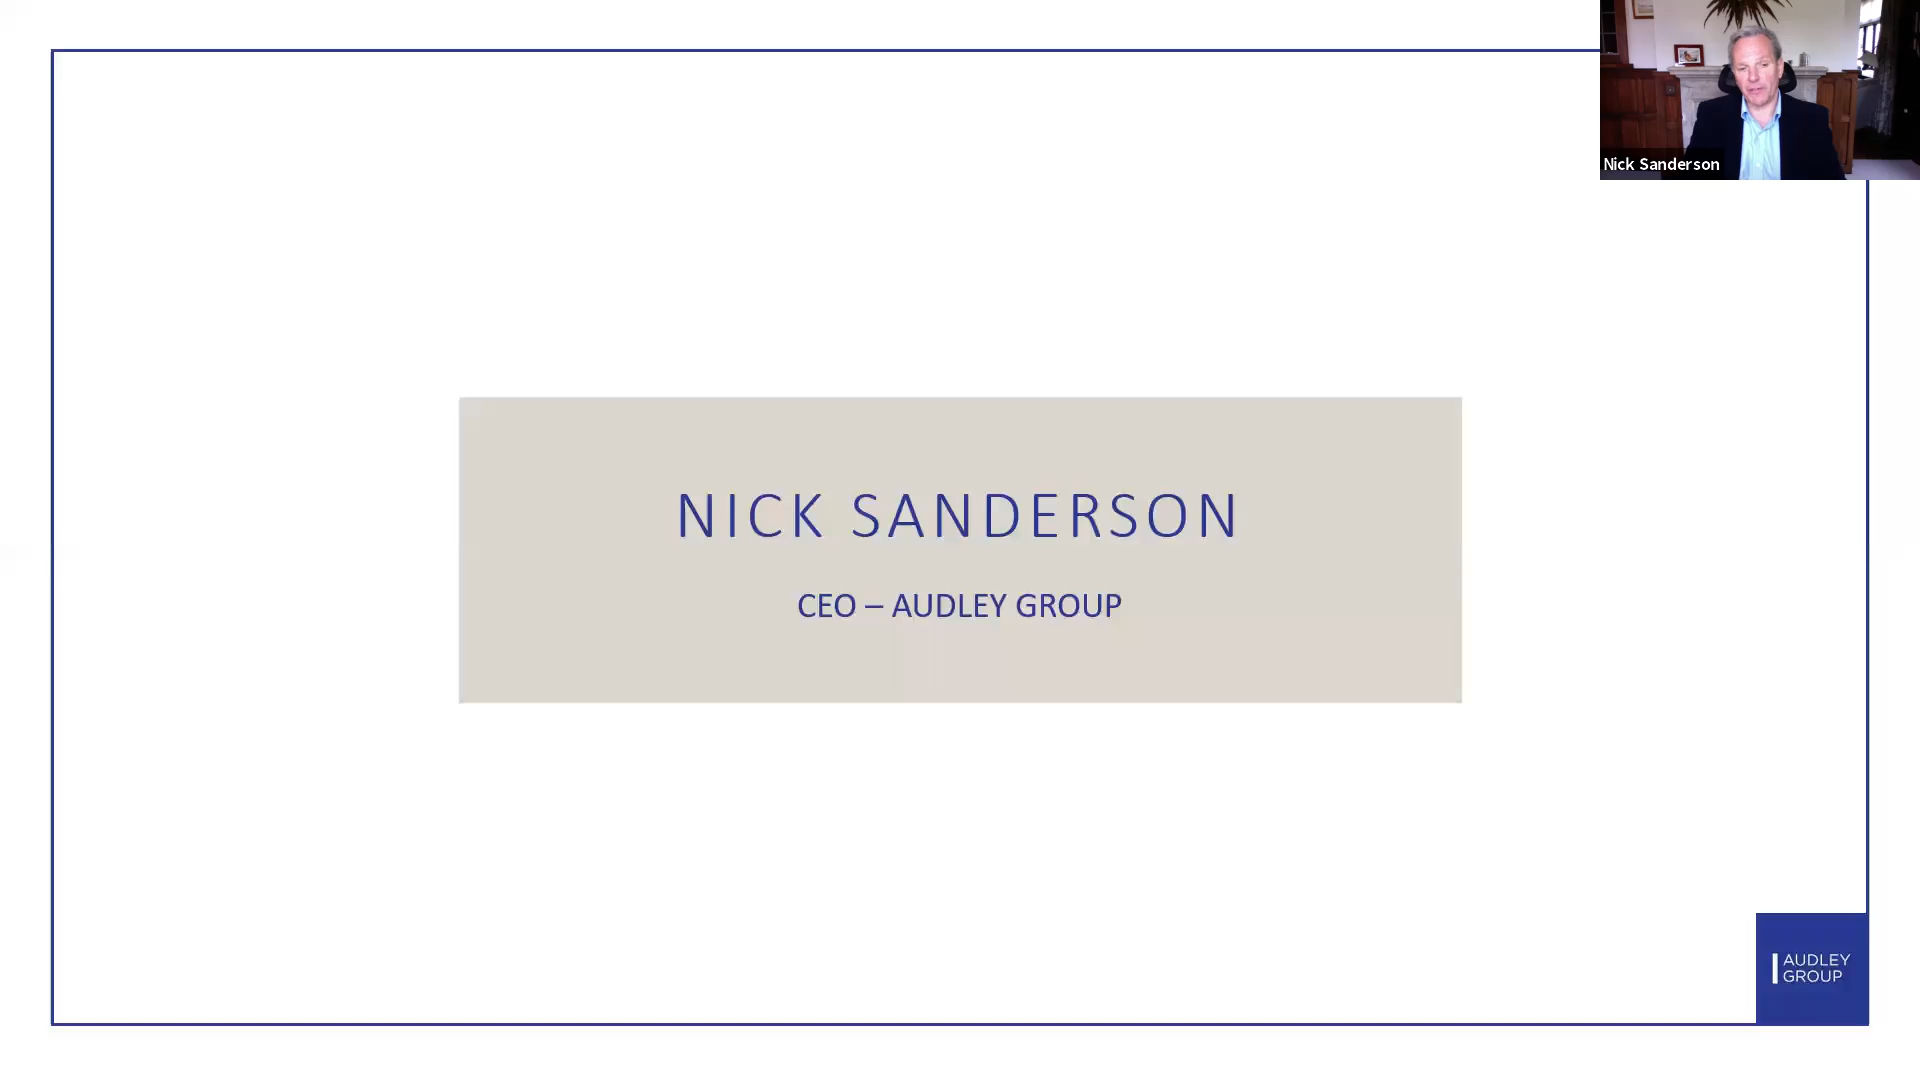 Nick Sanderson
NICK SANDERSON
CEO – AUDLEY GROUP
AUDLEY
GROUP